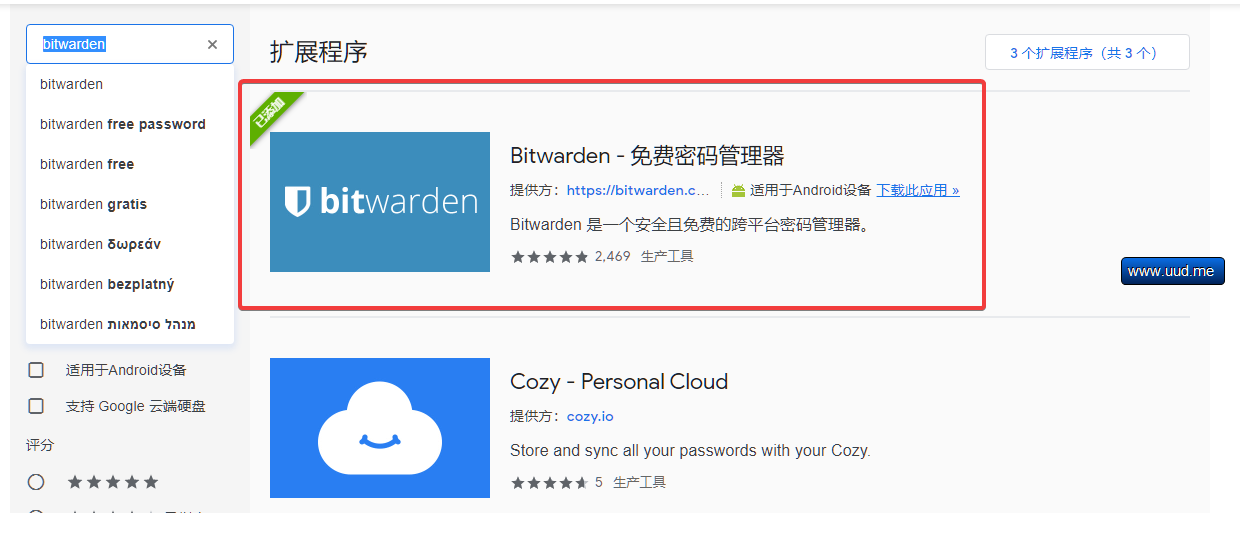 bitwarden
bitwarden
bitwarden free password
bitwarden free
bitwarden gratis
bitwarden δωρεάν
bitwarden bezplatný
bitwarden מנהל סיסמאות
适用于Android设备
支持 Google 云端硬盘
评分
扩展程序
3 个扩展程序（共 3 个）
已添加
bitwarden
Bitwarden - 免费密码管理器
提供方： https://bitwarden.c... 适用于Android设备 下载此应用 »
Bitwarden 是一个安全且免费的跨平台密码管理器。
2,469 生产工具
www.uud.me
Cozy - Personal Cloud
提供方： cozy.io
Store and sync all your passwords with your Cozy.
5 生产工具